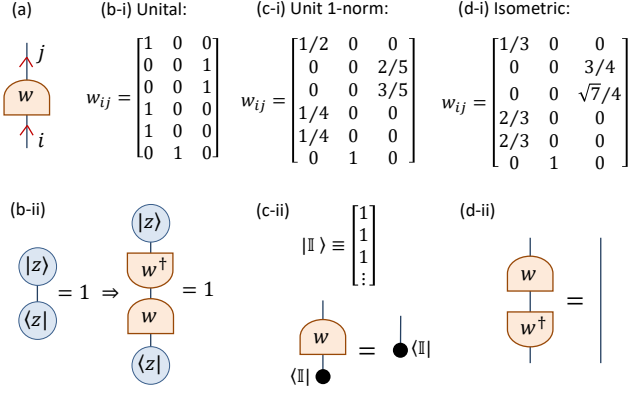 (a)
j
w
i
(b-i) Unital:
w_ij = [1 0 0
0 0 1
0 0 1
1 0 0
1 0 0
0 1 0]
(c-i) Unit 1-norm:
w_ij = [1/2 0 0
0 0 2/5
0 0 3/5
1/4 0 0
1/4 0 0
0 1 0]
(d-i) Isometric:
w_ij = [1/3 0 0
0 0 3/4
0 0 √7/4
2/3 0 0
2/3 0 0
0 1 0]
(b-ii)
|z⟩
⟨z|
= 1 ⇒
|z⟩
w†
w
⟨z|
= 1
(c-ii)
|𝕀 ⟩ ≡ [1
1
1
⋮]
w
⟨𝕀|
=
⟨𝕀|
(d-ii)
w
w†
=